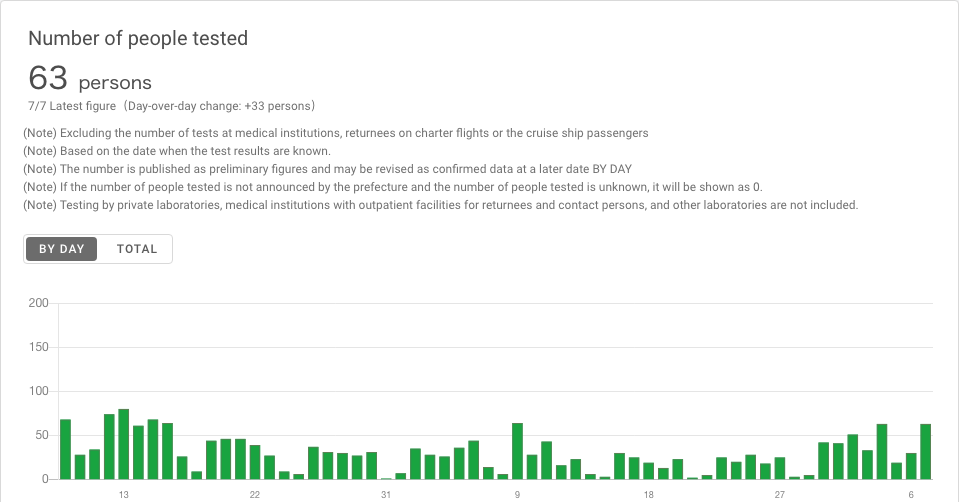 Number of people tested
63 persons
7/7 Latest figure（Day-over-day change: +33 persons）
(Note) Excluding the number of tests at medical institutions, returnees on charter flights or the cruise ship passengers
(Note) Based on the date when the test results are known.
(Note) The number is published as preliminary figures and may be revised as confirmed data at a later date BY DAY
(Note) If the number of people tested is not announced by the prefecture and the number of people tested is unknown, it will be shown as 0.
(Note) Testing by private laboratories, medical institutions with outpatient facilities for returnees and contact persons, and other laboratories are not included.
BY DAY TOTAL
200
150
100
50
0
13 22 31 9 18 27 6